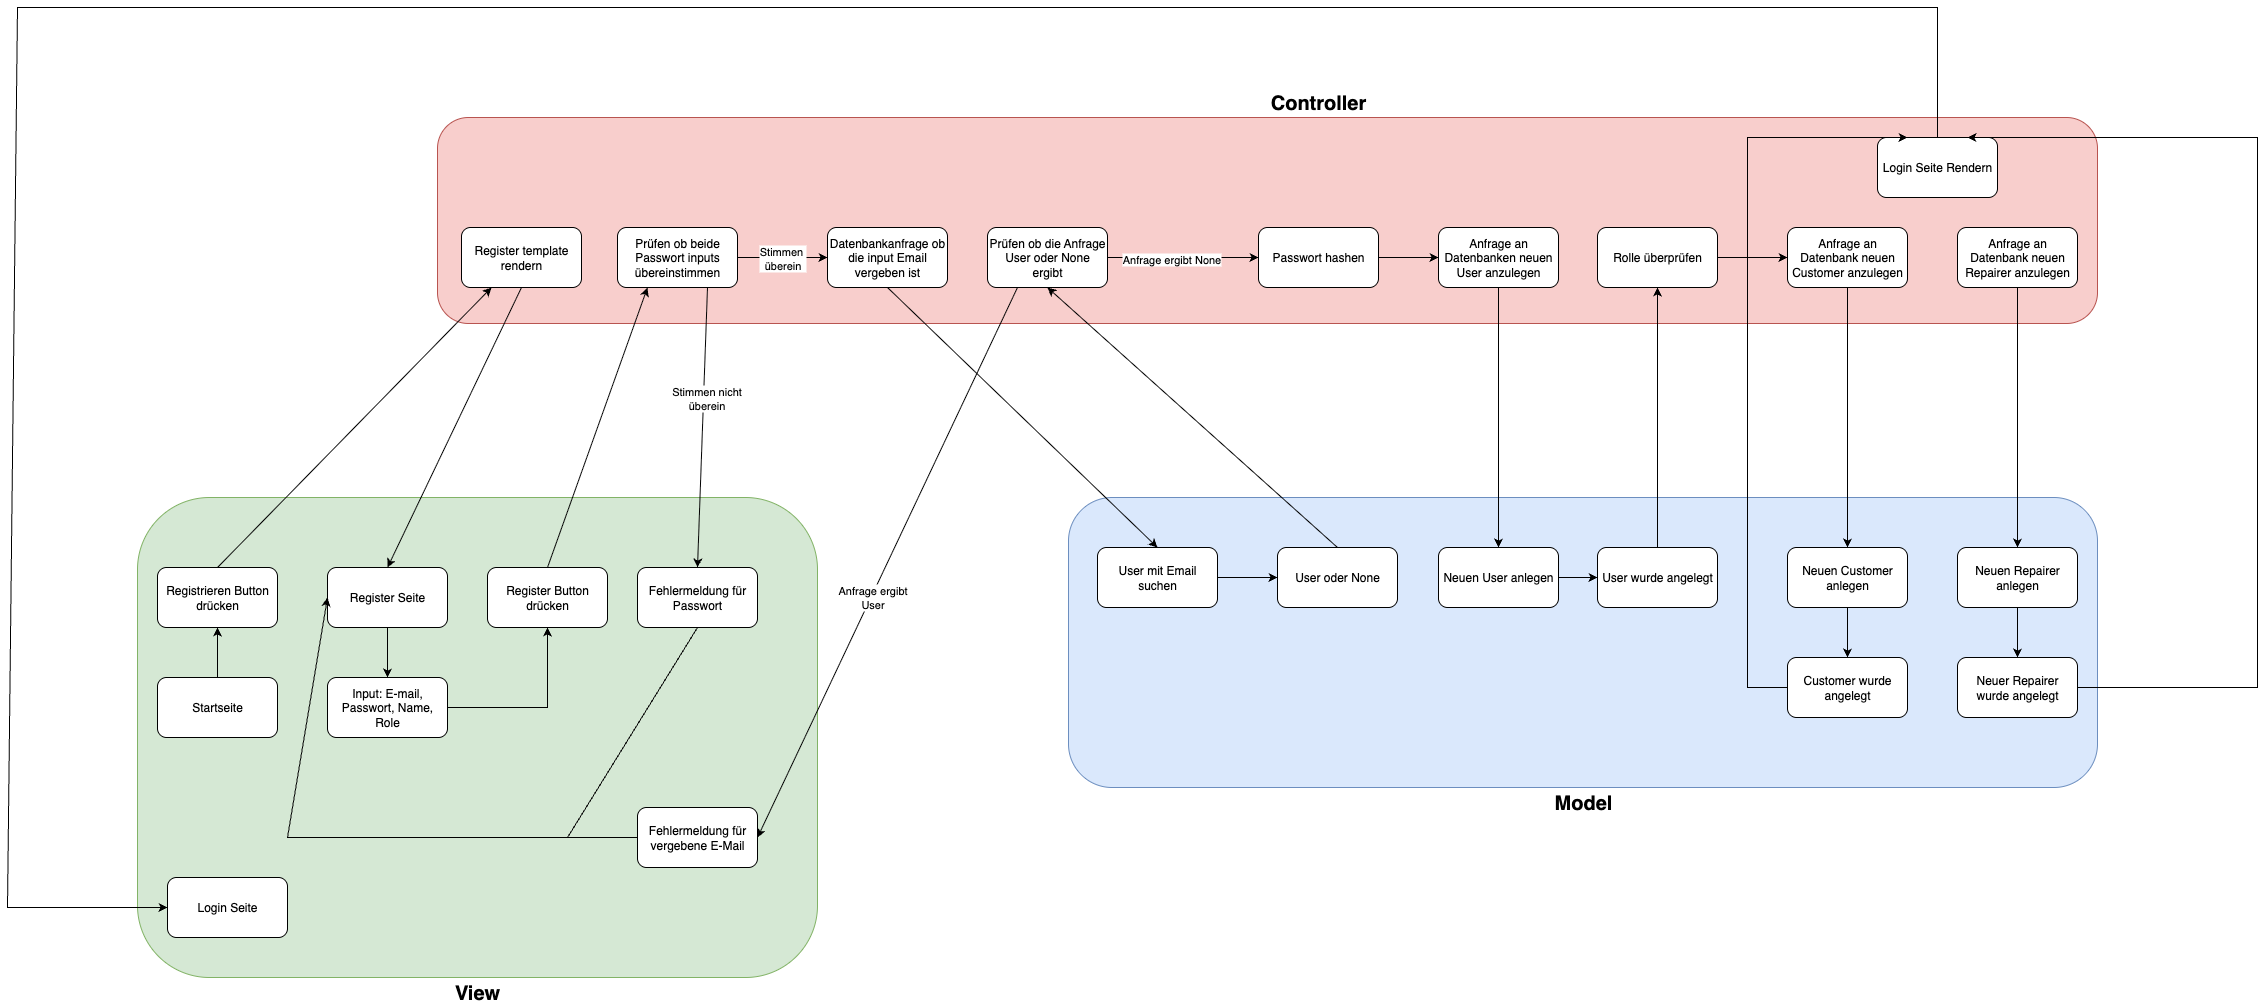 Controller
Login Seite Rendern
Register template
rendern
Prüfen ob beide
Passwort inputs
übereinstimmen
Stimmen
überein
Datenbankanfrage ob
die input Email
vergeben ist
Prüfen ob die Anfrage
User oder None
ergibt
Anfrage ergibt None
Passwort hashen
Anfrage an
Datenbanken neuen
User anzulegen
Rolle überprüfen
Anfrage an
Datenbank neuen
Customer anzulegen
Anfrage an
Datenbank neuen
Repairer anzulegen
Stimmen nicht
überein
Anfrage ergibt
User
Registrieren Button
drücken
Register Seite
Register Button
drücken
Fehlermeldung für
Passwort
Startseite
Input: E-mail,
Passwort, Name,
Role
Fehlermeldung für
vergebene E-Mail
Login Seite
View
User mit Email
suchen
User oder None
Neuen User anlegen
User wurde angelegt
Neuen Customer
anlegen
Neuen Repairer
anlegen
Customer wurde
angelegt
Neuer Repairer
wurde angelegt
Model